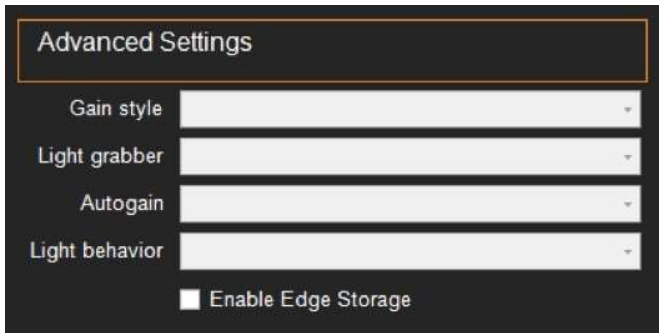 Advanced Settings
Gain style
Light grabber
Autogain
Light behavior
Enable Edge Storage